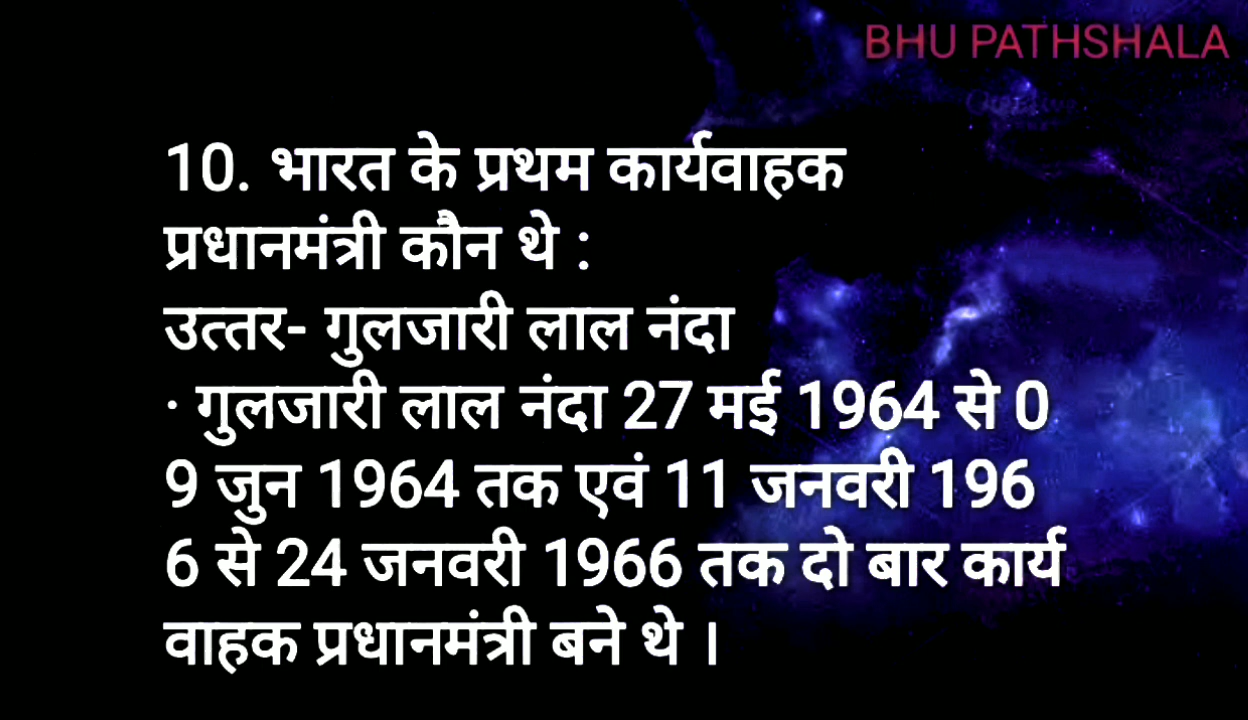 BHU PATHSHALA
10. भारत के प्रथम कार्यवाहक
प्रधानमंत्री कौन थे :
उत्तर- गुलजारी लाल नंदा
· गुलजारी लाल नंदा 27 मई 1964 से 0
9 जुन 1964 तक एवं 11 जनवरी 196
6 से 24 जनवरी 1966 तक दो बार कार्य
वाहक प्रधानमंत्री बने थे ।